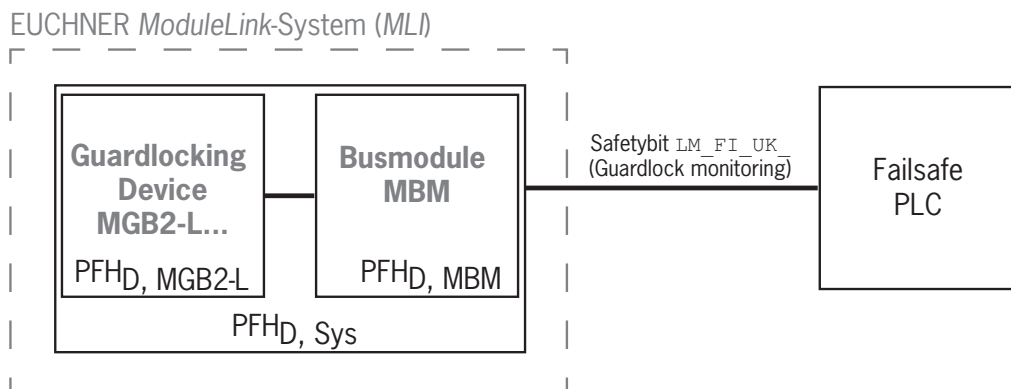 EUCHNER ModuleLink-System (MLI)
Guardlocking
Device
MGB2-L...
PFHD, MGB2-L
Busmodule
MBM
PFHD, MBM
PFHD, Sys
Safetybit LM_FI_UK_
(Guardlock monitoring)
Failsafe
PLC